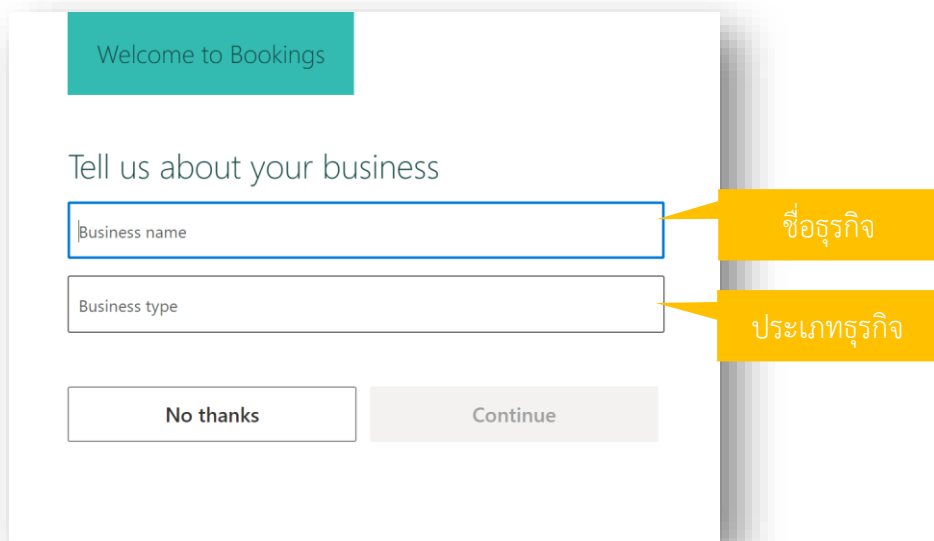 Welcome to Bookings
Tell us about your business
Business name
ชื่อธุรกิจ
Business type
ประเภทธุรกิจ
No thanks
Continue